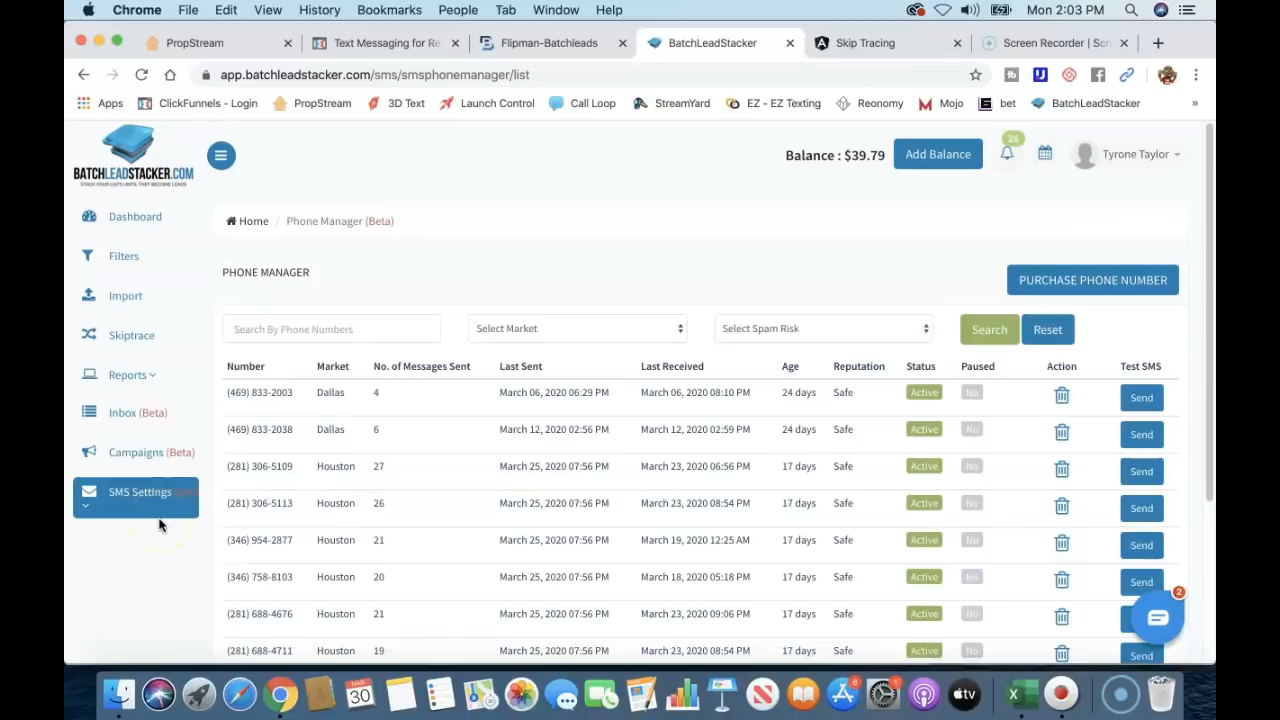 Chrome File Edit View History Bookmarks People Tab Window Help Mon 2:03 PM
PropStream Text Messaging for Re Flipman-Batchleads BatchLeadStacker Skip Tracing Screen Recorder | Scr
app.batchleadstacker.com/sms/smsphonemanager/list
Apps ClickFunnels - Login PropStream 3D Text Launch Control Call Loop StreamYard EZ - EZ Texting Reonomy Mojo bet BatchLeadStacker »
BATCHLEADSTACKER.COM
STACK YOUR LISTS UNTIL THEY BECOME LEADS
Balance : $39.79 Add Balance 26 Tyrone Taylor
Dashboard
Filters
Import
Skiptrace
Reports
Inbox (Beta)
Campaigns (Beta)
SMS Settings
Home / Phone Manager (Beta)
PHONE MANAGER PURCHASE PHONE NUMBER
Search By Phone Numbers Select Market Select Spam Risk Search Reset
Number Market No. of Messages Sent Last Sent Last Received Age Reputation Status Paused Action Test SMS
(469) 833-2003 Dallas 4 March 06, 2020 06:29 PM March 06, 2020 08:10 PM 24 days Safe Active No Send
(469) 833-2038 Dallas 6 March 12, 2020 02:56 PM March 12, 2020 02:59 PM 24 days Safe Active No Send
(281) 306-5109 Houston 27 March 25, 2020 07:56 PM March 23, 2020 06:56 PM 17 days Safe Active No Send
(281) 306-5113 Houston 26 March 25, 2020 07:56 PM March 23, 2020 08:54 PM 17 days Safe Active No Send
(346) 954-2877 Houston 21 March 25, 2020 07:56 PM March 19, 2020 12:25 AM 17 days Safe Active No Send
(346) 758-8103 Houston 20 March 25, 2020 07:56 PM March 18, 2020 05:18 PM 17 days Safe Active No Send
(281) 688-4676 Houston 21 March 25, 2020 07:56 PM March 23, 2020 09:06 PM 17 days Safe Active No
(281) 688-4711 Houston 19 March 25, 2020 07:56 PM March 23, 2020 08:54 PM 17 days Safe Active No Send
2
MAR
30
tv